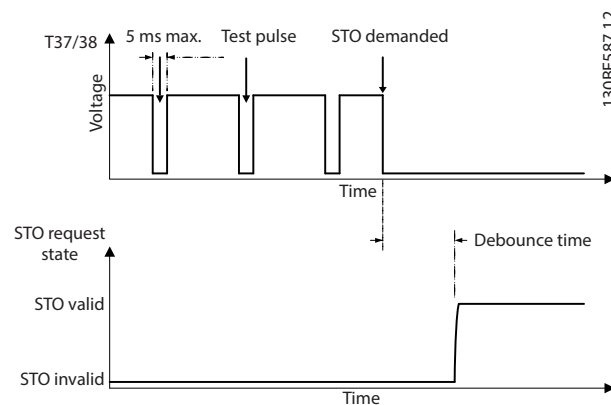 T37/38
5 ms max.
Test pulse
STO demanded
130BE587.12
Voltage
Time
STO request
state
Debounce time
STO valid
STO invalid
Time